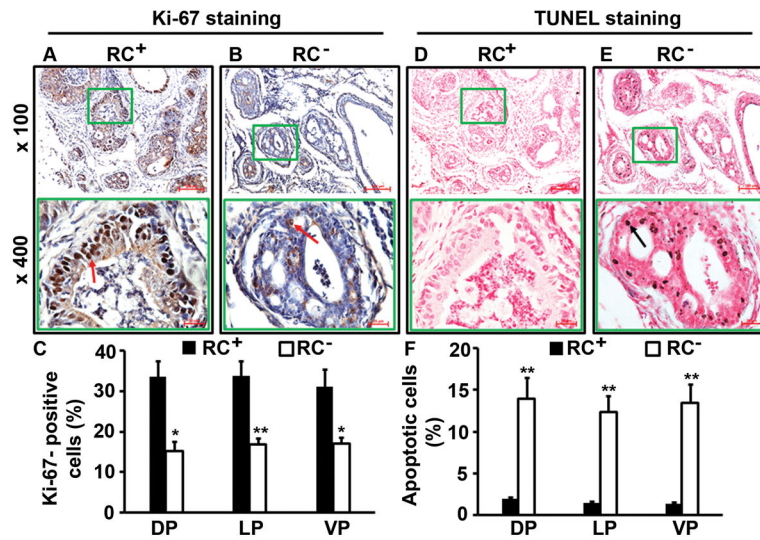 Ki-67 staining
TUNEL staining
A RC+
B RC-
D RC+
E RC-
x 100
x 400
C
RC+ RC-
Ki-67- positive cells (%)
40
30
20
10
0
*
**
*
DP LP VP
F
RC+ RC-
Apoptotic cells (%)
20
15
10
5
0
**
**
**
DP LP VP